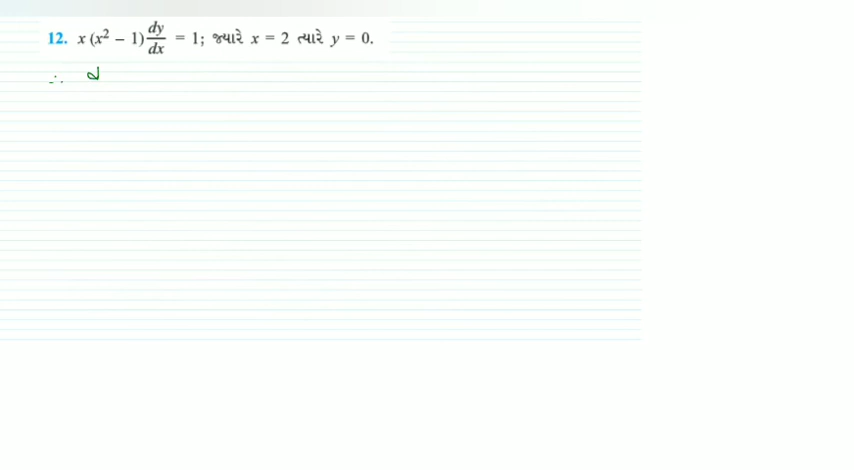 12. x (x² – 1) dy/dx = 1; જ્યારે x = 2 ત્યારે y = 0.
∴ d